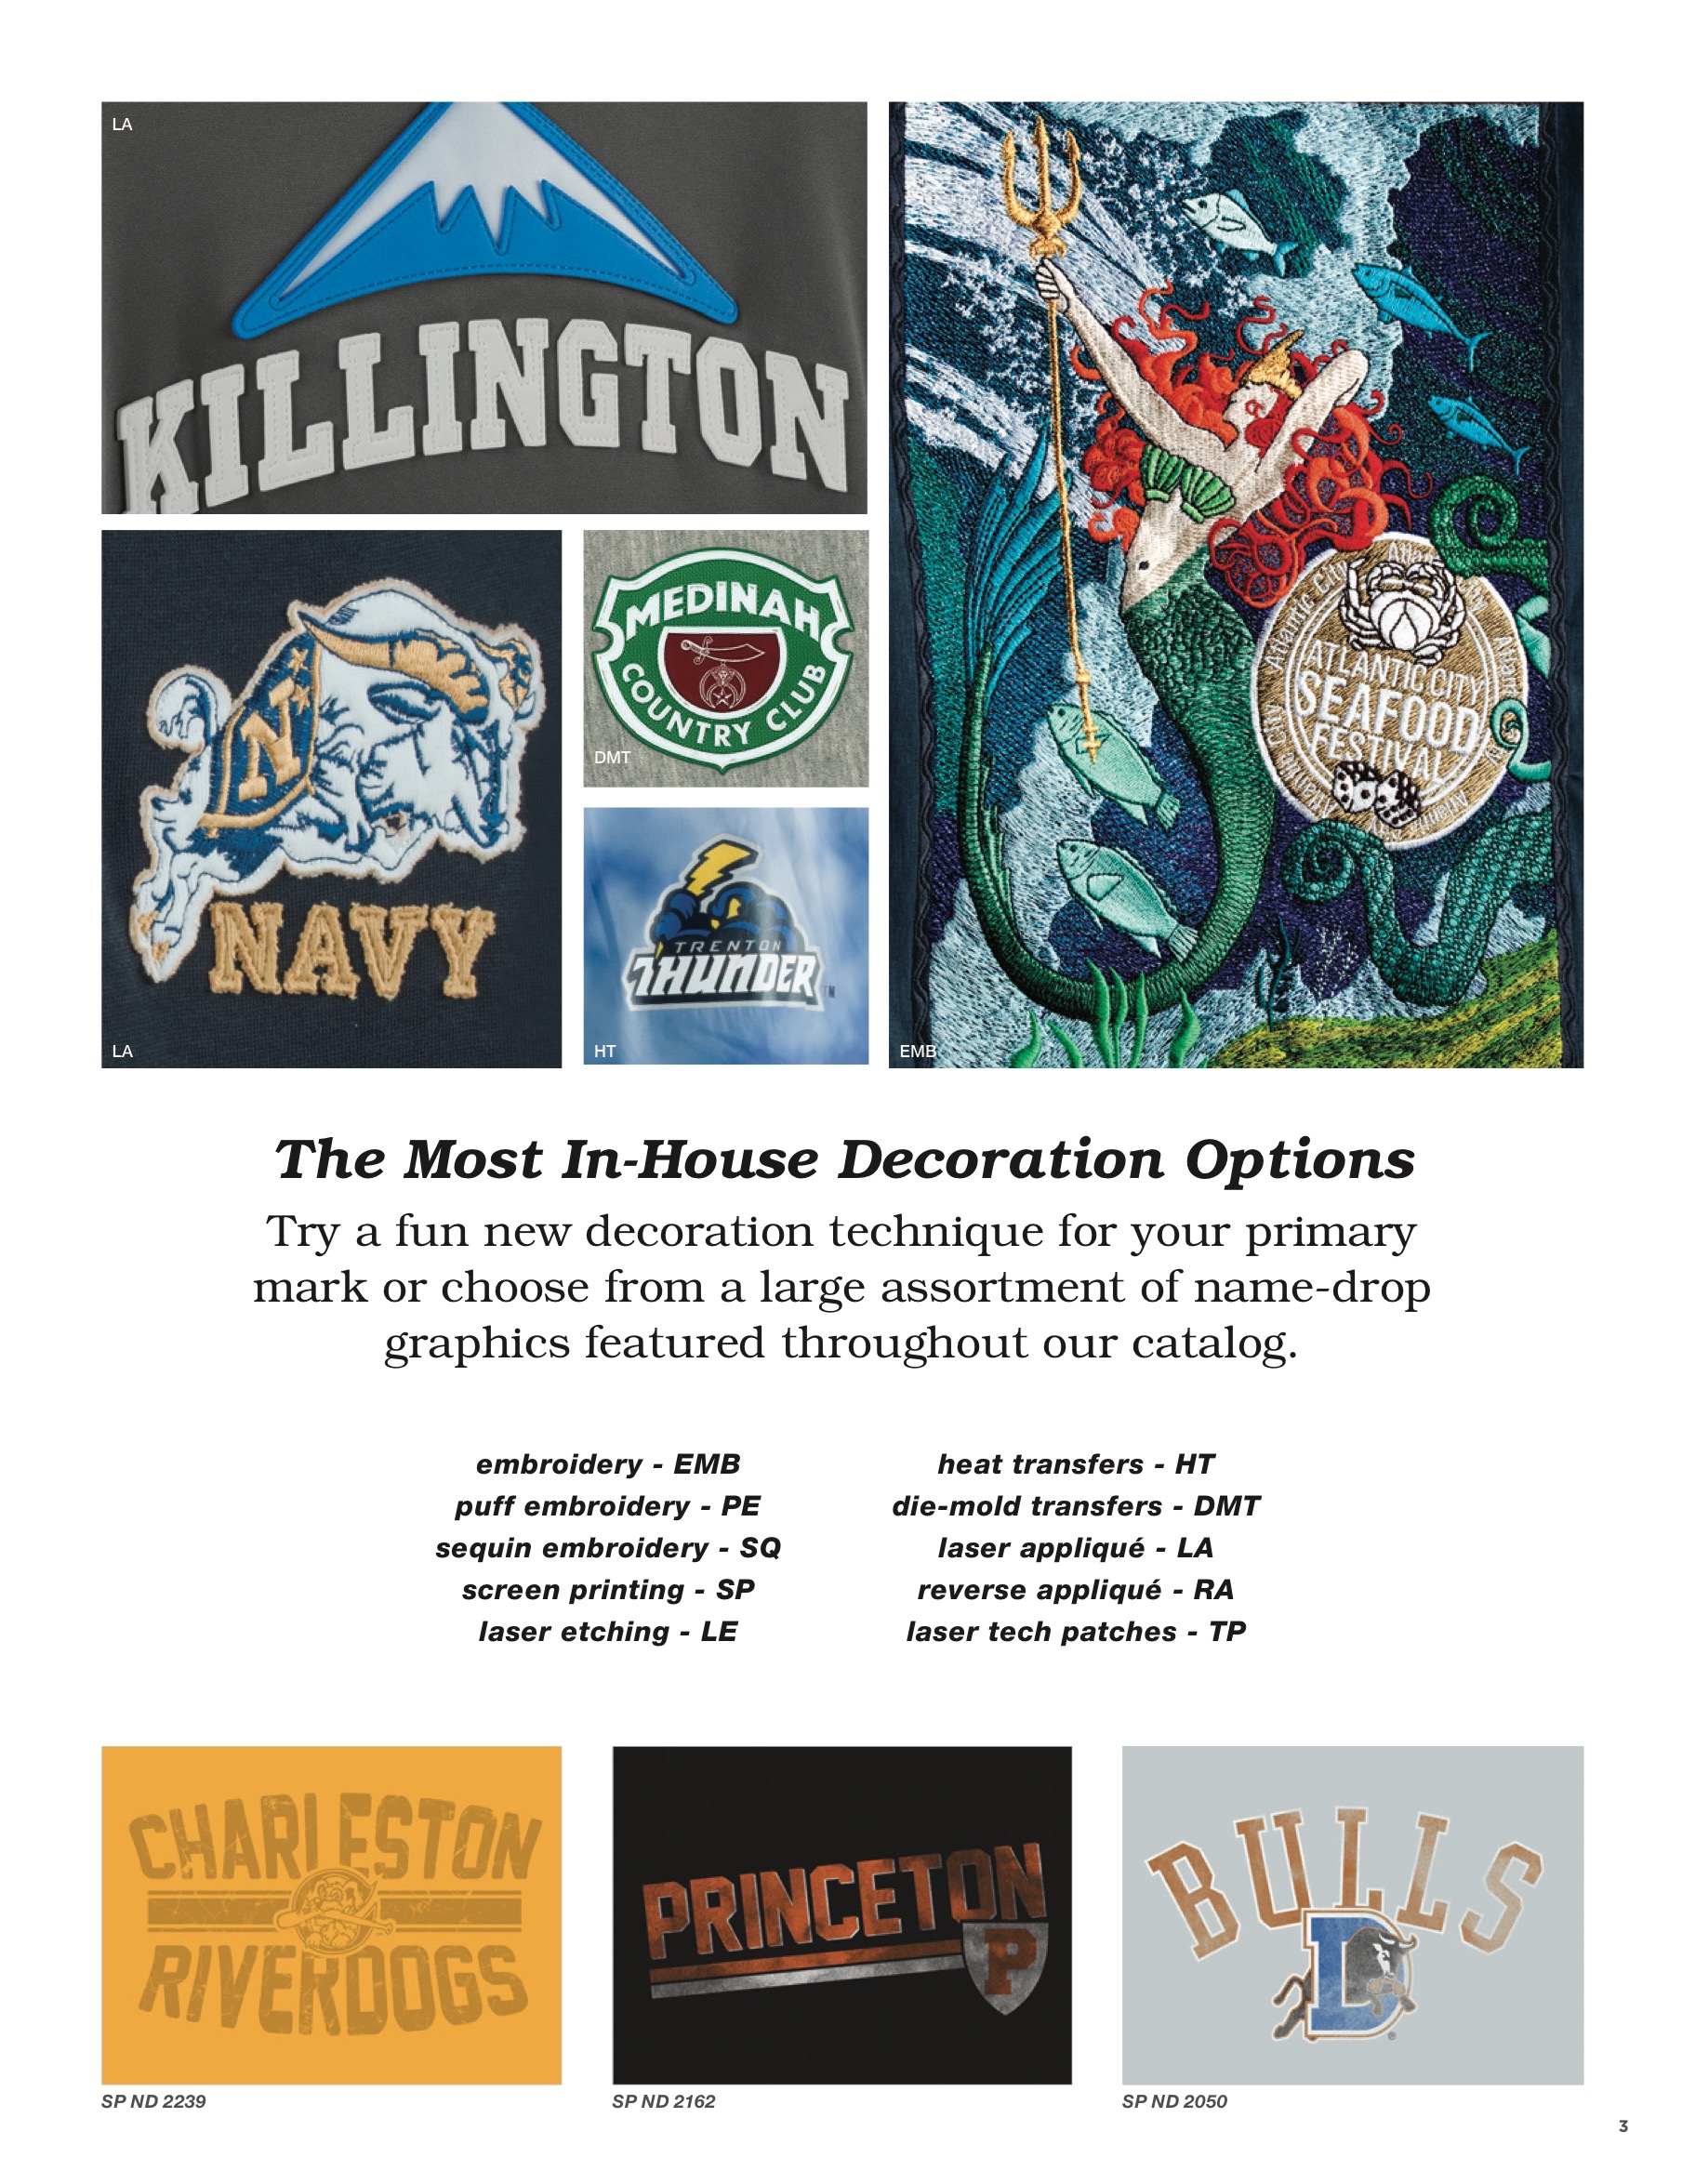 LA
KILLINGTON
N
NAVY
LA
MEDINAH
COUNTRY CLUB
DMT
TRENTON
THUNDER
TM
HT
Atlantic City
ATLANTIC CITY
SEAFOOD
FESTIVAL
EMB
The Most In-House Decoration Options
Try a fun new decoration technique for your primary
mark or choose from a large assortment of name-drop
graphics featured throughout our catalog.
embroidery - EMB
puff embroidery - PE
sequin embroidery - SQ
screen printing - SP
laser etching - LE
heat transfers - HT
die-mold transfers - DMT
laser appliqué - LA
reverse appliqué - RA
laser tech patches - TP
CHARLESTON
RIVERDOGS
SP ND 2239
PRINCETON
P
SP ND 2162
BULLS
D
®
SP ND 2050
3